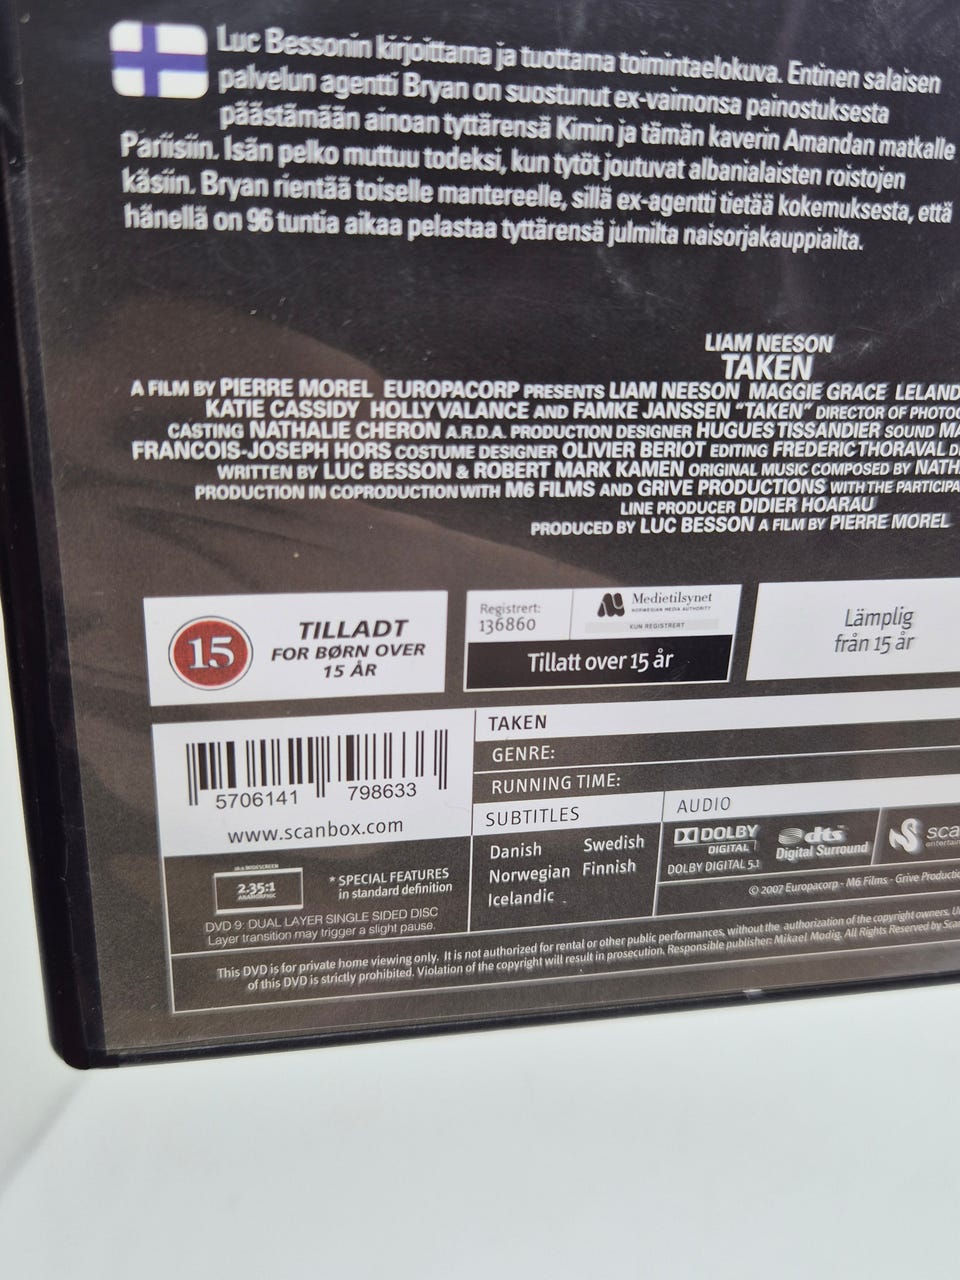 Luc Bessonin kirjoittama ja tuottama toimintaelokuva. Entinen salaisen
palvelun agentti Bryan on suostunut ex-vaimonsa painostuksesta
päästämään ainoan tyttärensä Kimin ja tämän kaverin Amandan matkalle
Pariisiin. Isän pelko muttuu todeksi, kun tytöt joutuvat albanialaisten roistojen
käsiin. Bryan rientää toiselle mantereelle, sillä ex-agentti tietää kokemuksesta, että
hänellä on 96 tuntia aikaa pelastaa tyttärensä julmilta naisorjakauppiailta.
LIAM NEESON
TAKEN
A FILM BY PIERRE MOREL EUROPACORP PRESENTS LIAM NEESON MAGGIE GRACE LELAND
KATIE CASSIDY HOLLY VALANCE AND FAMKE JANSSEN "TAKEN" DIRECTOR OF PHOTO
CASTING NATHALIE CHERON A.R.D.A. PRODUCTION DESIGNER HUGUES TISSANDIER SOUND
FRANCOIS-JOSEPH HORS COSTUME DESIGNER OLIVIER BERIOT EDITING FREDERIC THORAVAL
WRITTEN BY LUC BESSON & ROBERT MARK KAMEN ORIGINAL MUSIC COMPOSED BY NATH
PRODUCTION IN COPRODUCTION WITH M6 FILMS AND GRIVE PRODUCTIONS WITH THE PARTICIPA
LINE PRODUCER DIDIER HOARAU
PRODUCED BY LUC BESSON A FILM BY PIERRE MOREL
15
TILLADT
FOR BØRN OVER
15 ÅR
Registrert:
136860
Medietilsynet
NORWEGIAN MEDIA AUTHORITY
KUN REGISTRERT
Tillatt over 15 år
Lämplig
från 15 år
5706141 798633
www.scanbox.com
TAKEN
GENRE:
RUNNING TIME:
SUBTITLES
Danish
Norwegian
Icelandic
Swedish
Finnish
AUDIO
DOLBY
DIGITAL
DOLBY DIGITAL 5.1
dts
Digital Surround
sca
entertain
© 2007 Europacorp - M6 Films - Grive Productio
16:9 WIDESCREEN
2.35:1
ANAMORPHIC
* SPECIAL FEATURES
in standard definition
DVD 9: DUAL LAYER SINGLE SIDED DISC
Layer transition may trigger a slight pause.
This DVD is for private home viewing only. It is not authorized for rental or other public performances, without the authorization of the copyright owners. U
of this DVD is strictly prohibited. Violation of the copyright will result in prosecution. Responsible publisher: Mikael Modig. All Rights Reserved by Scan